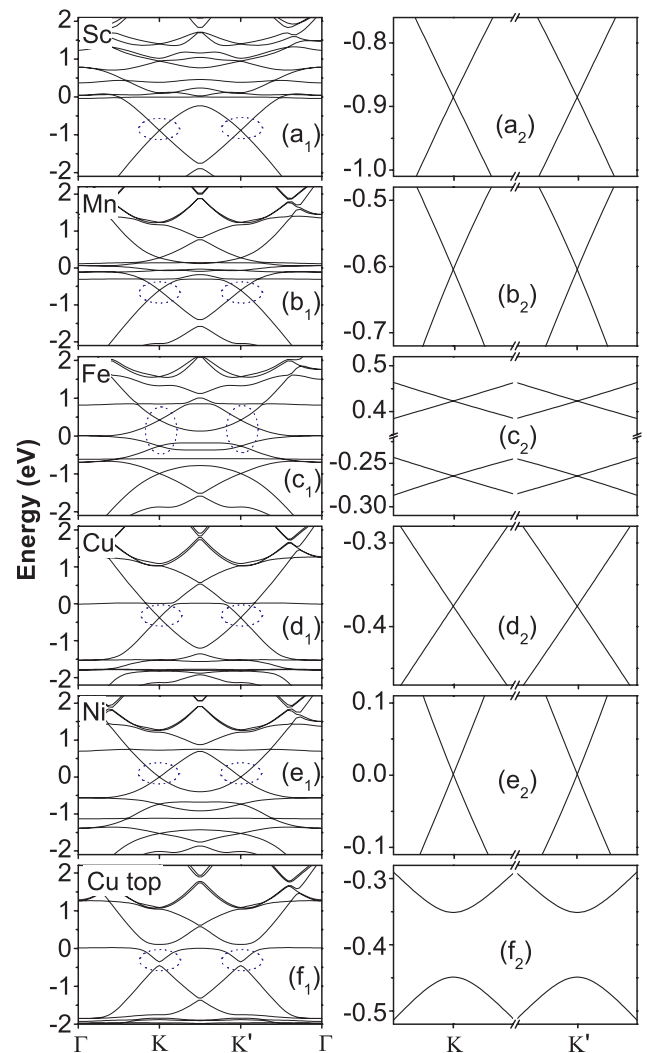 Energy (eV)
2 1 0 -1 -2
Sc
(a1)
-0.8 -0.9 -1.0
(a2)
2 1 0 -1 -2
Mn
(b1)
-0.5 -0.6 -0.7
(b2)
2 1 0 -1 -2
Fe
(c1)
0.5 0.4 -0.25 -0.30
(c2)
2 1 0 -1 -2
Cu
(d1)
-0.3 -0.4
(d2)
2 1 0 -1 -2
Ni
(e1)
0.1 0.0 -0.1
(e2)
2 1 0 -1 -2
Cu top
(f1)
-0.3 -0.4 -0.5
(f2)
Γ K K' Γ
K K'